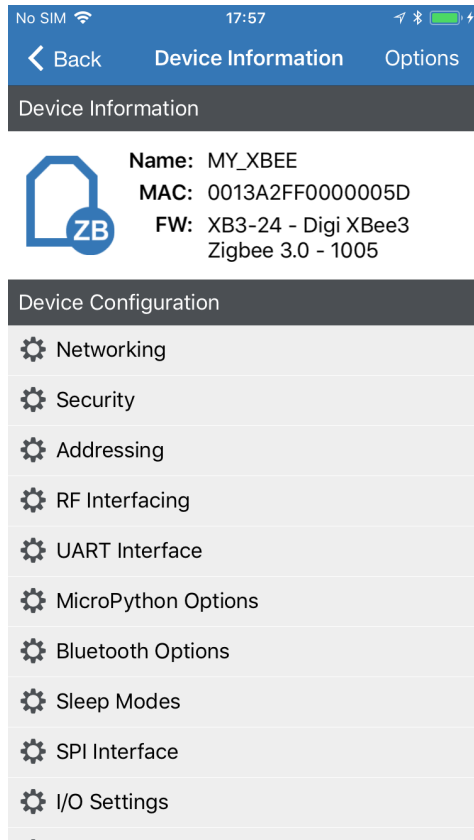 No SIM 17:57
Back Device Information Options
Device Information
Name: MY_XBEE
MAC: 0013A2FF0000005D
FW: XB3-24 - Digi XBee3
Zigbee 3.0 - 1005
ZB
Device Configuration
Networking
Security
Addressing
RF Interfacing
UART Interface
MicroPython Options
Bluetooth Options
Sleep Modes
SPI Interface
I/O Settings